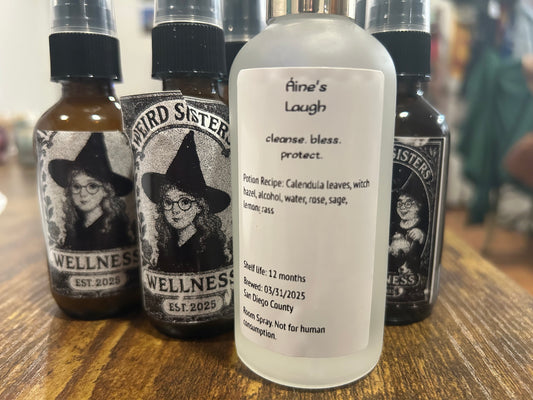 Áine's
Laugh
cleanse. bless.
protect.
Potion Recipe: Calendula leaves, witch
hazel, alcohol, water, rose, sage,
lemongrass
Shelf life: 12 months
Brewed: 03/31/2025
San Diego County
Room Spray. Not for human
consumption.
WELLNESS
EST. 2025
WEIRD SISTERS
WELLNESS
EST. 2025
SISTERS